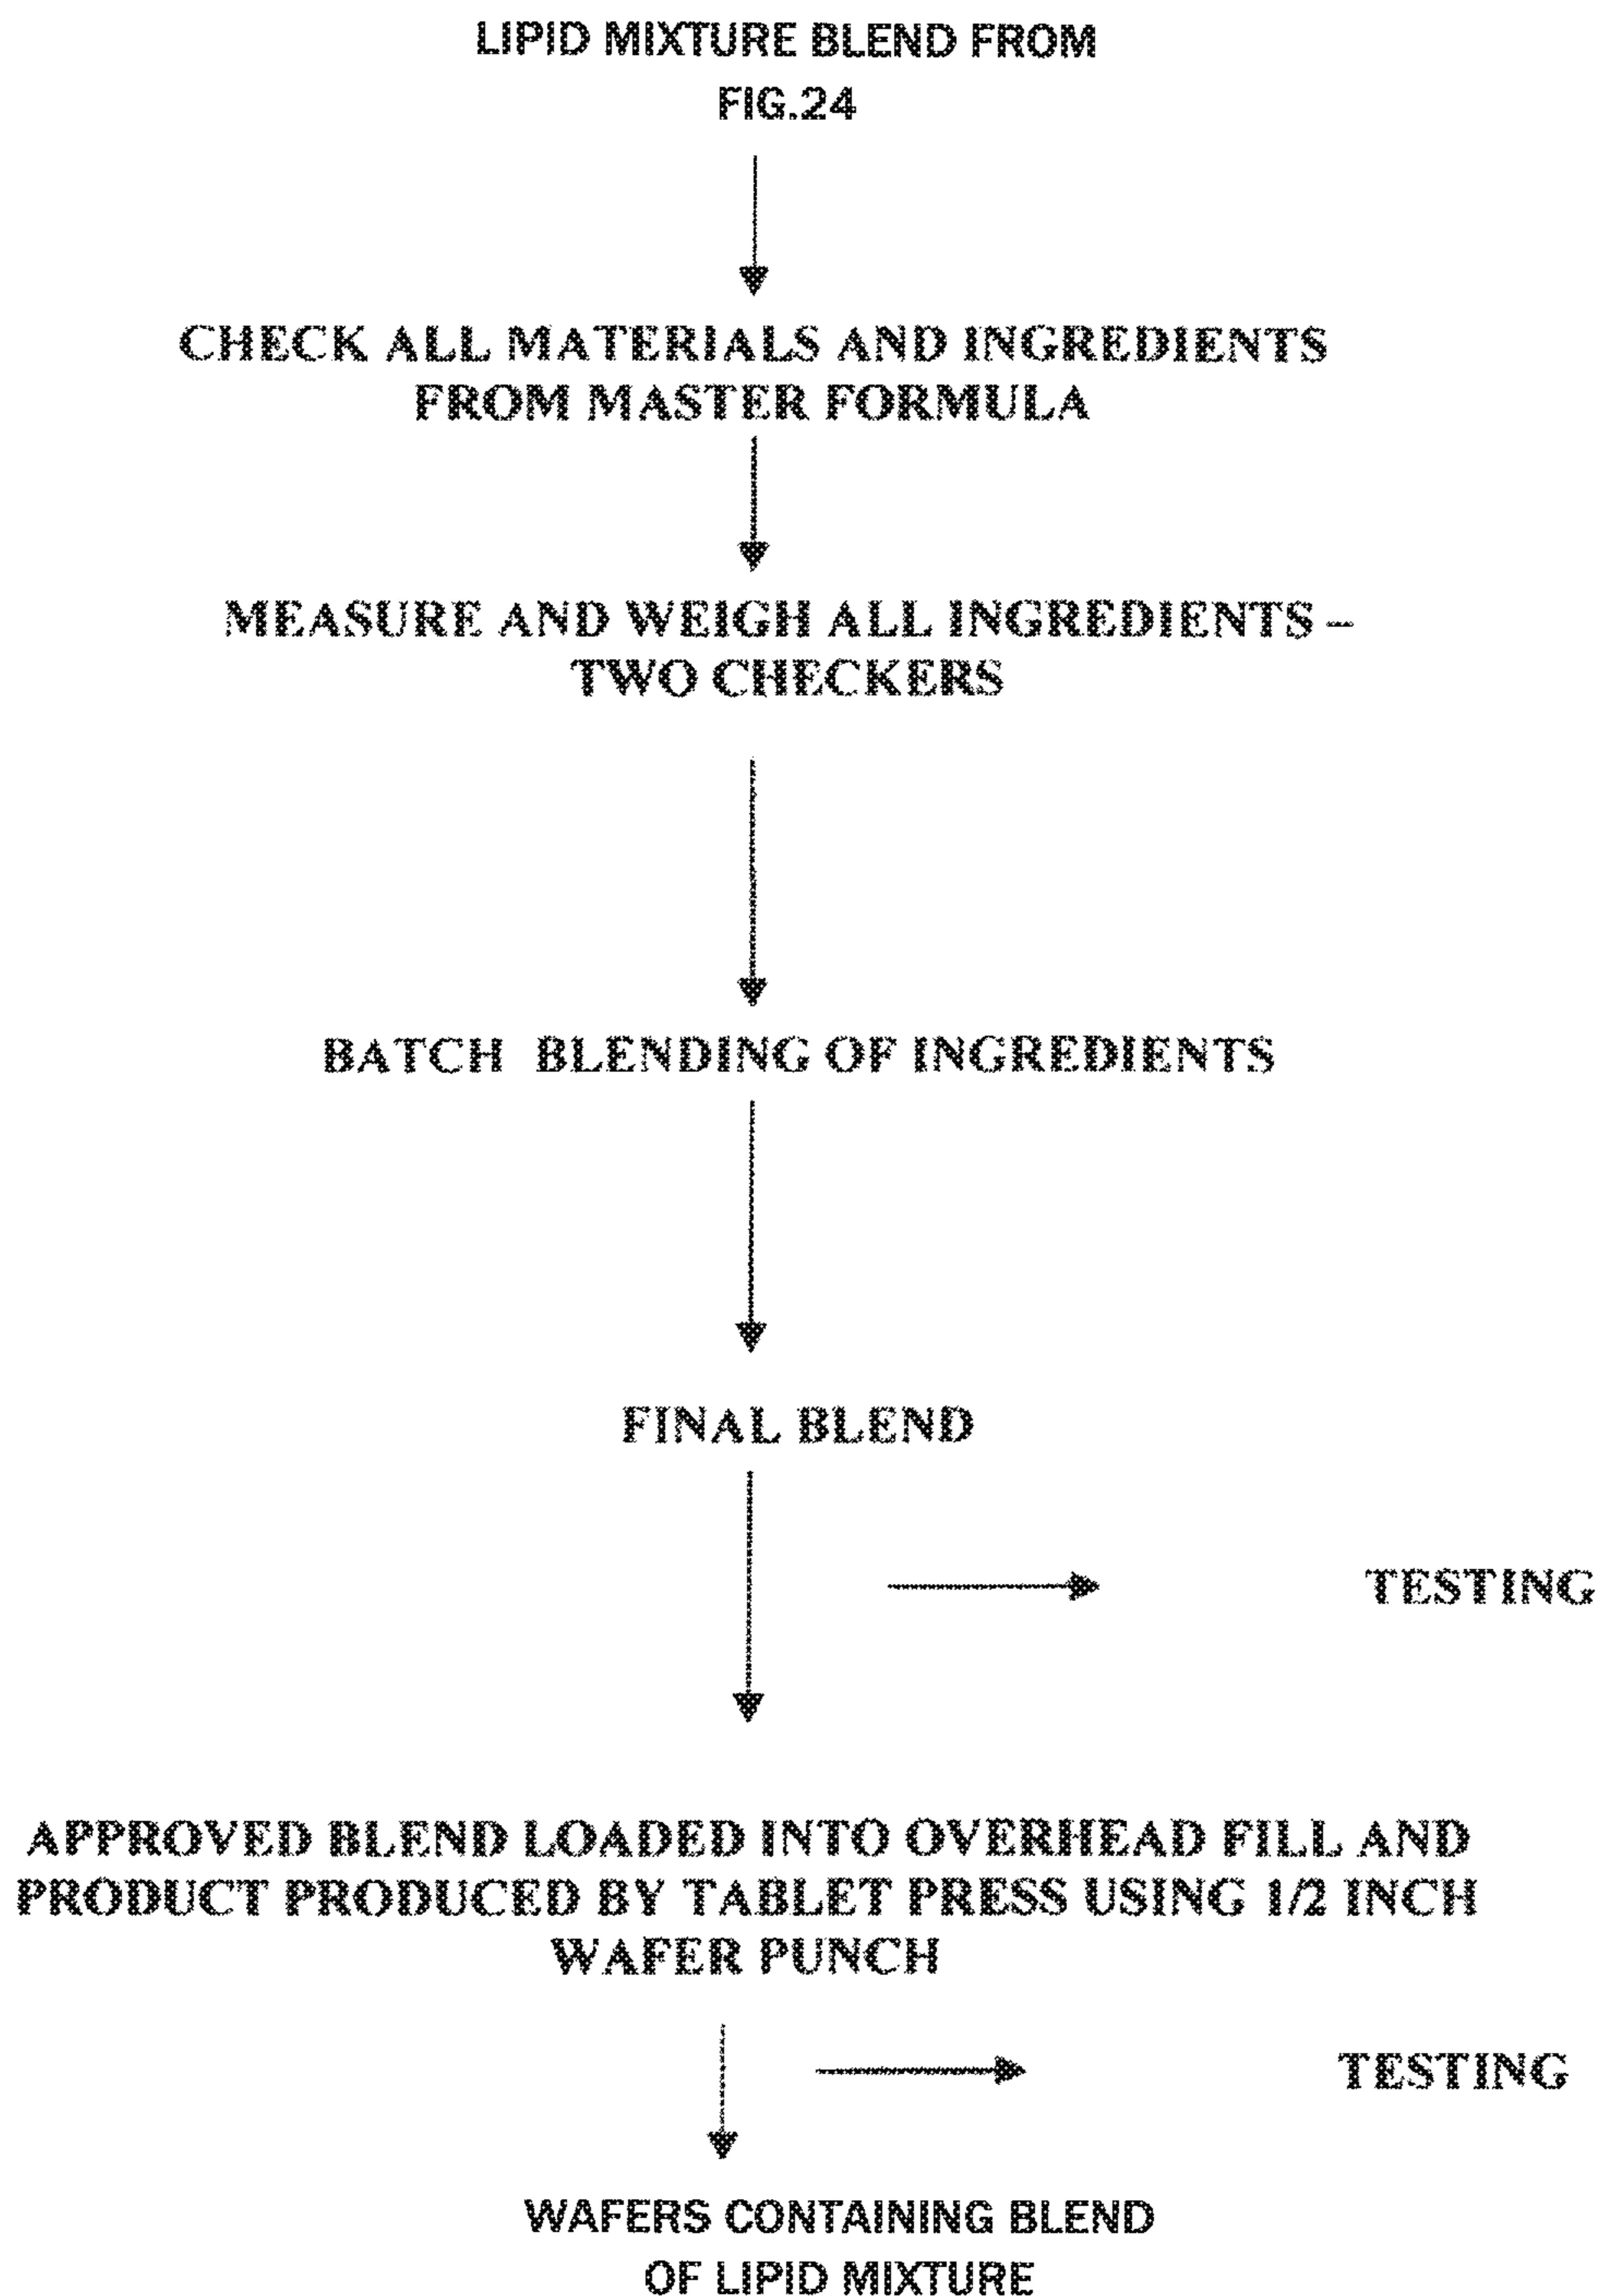 LIPID MIXTURE BLEND FROM
FIG.24
CHECK ALL MATERIALS AND INGREDIENTS
FROM MASTER FORMULA
MEASURE AND WEIGH ALL INGREDIENTS –
TWO CHECKERS
BATCH BLENDING OF INGREDIENTS
FINAL BLEND
TESTING
APPROVED BLEND LOADED INTO OVERHEAD FILL AND
PRODUCT PRODUCED BY TABLET PRESS USING 1/2 INCH
WAFER PUNCH
TESTING
WAFERS CONTAINING BLEND
OF LIPID MIXTURE